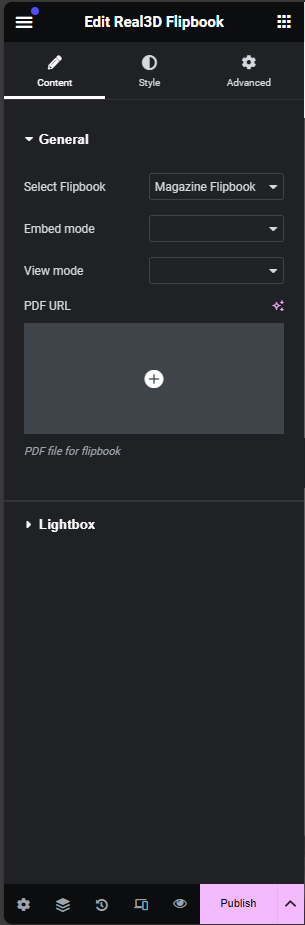 Edit Real3D Flipbook
Content
Style
Advanced
General
Select Flipbook
Magazine Flipbook
Embed mode
View mode
PDF URL
PDF file for flipbook
Lightbox
Publish